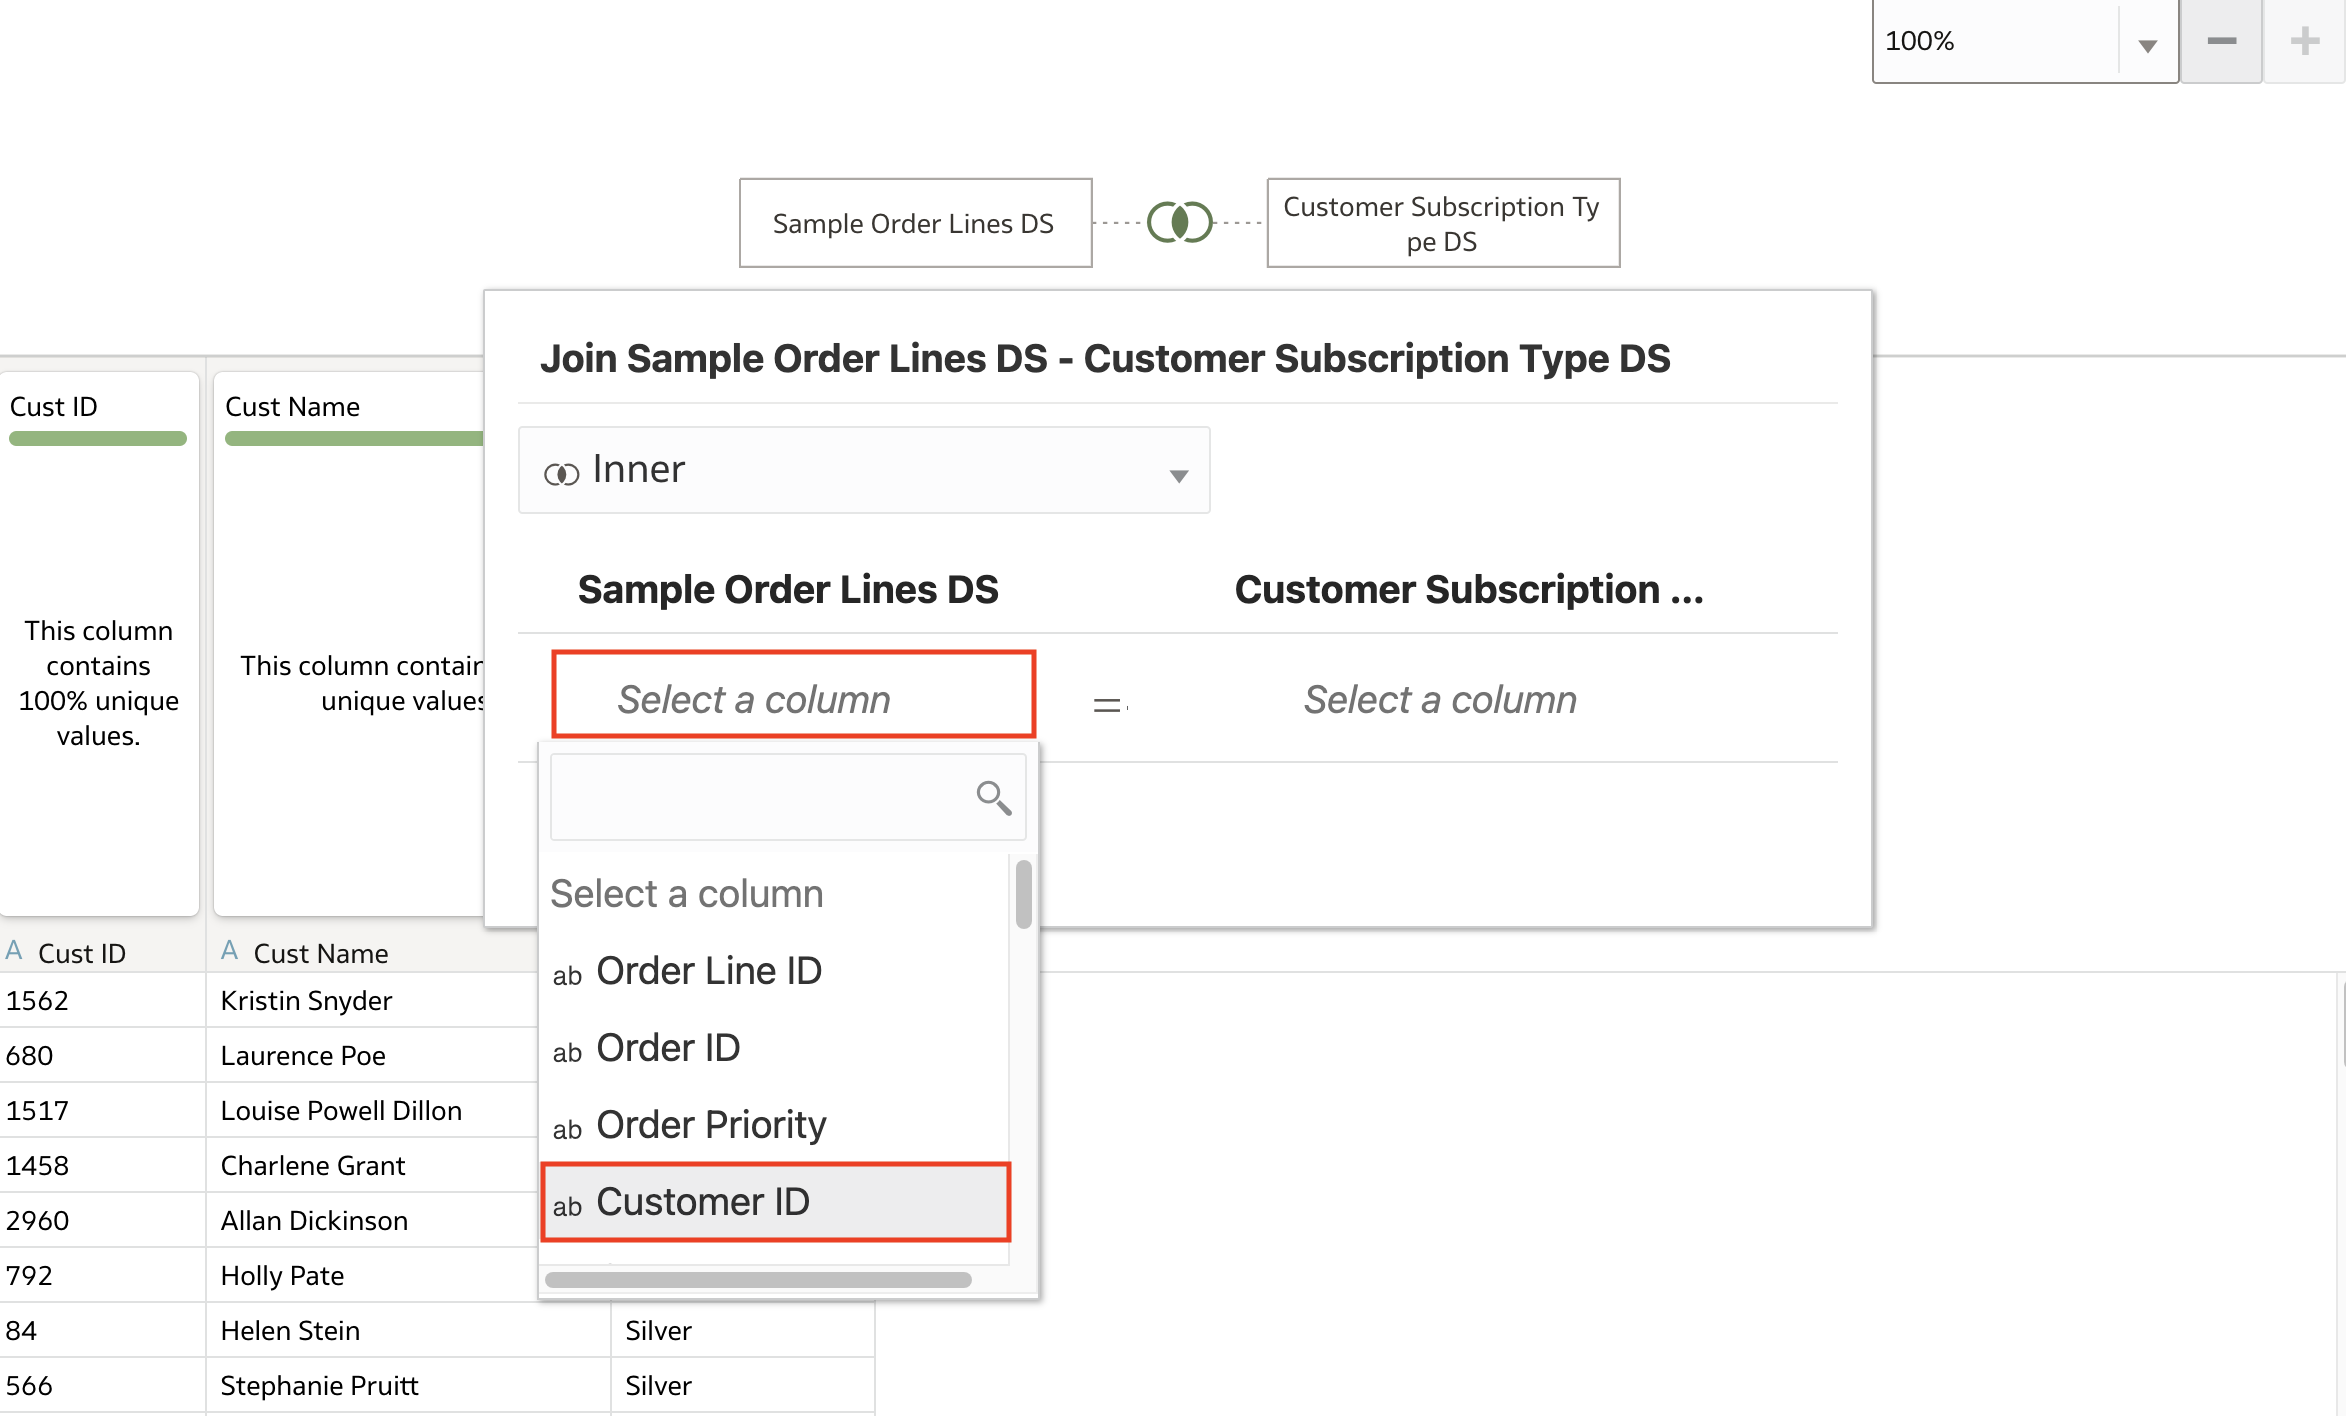 100%
Sample Order Lines DS
Customer Subscription Ty
pe DS
Join Sample Order Lines DS - Customer Subscription Type DS
Inner
Sample Order Lines DS
Customer Subscription ...
Select a column
=
Select a column
Select a column
ab Order Line ID
ab Order ID
ab Order Priority
ab Customer ID
Cust ID
Cust Name
This column
contains
100% unique
values.
This column contain
unique values
A Cust ID
A Cust Name
1562 Kristin Snyder
680 Laurence Poe
1517 Louise Powell Dillon
1458 Charlene Grant
2960 Allan Dickinson
792 Holly Pate
84 Helen Stein Silver
566 Stephanie Pruitt Silver